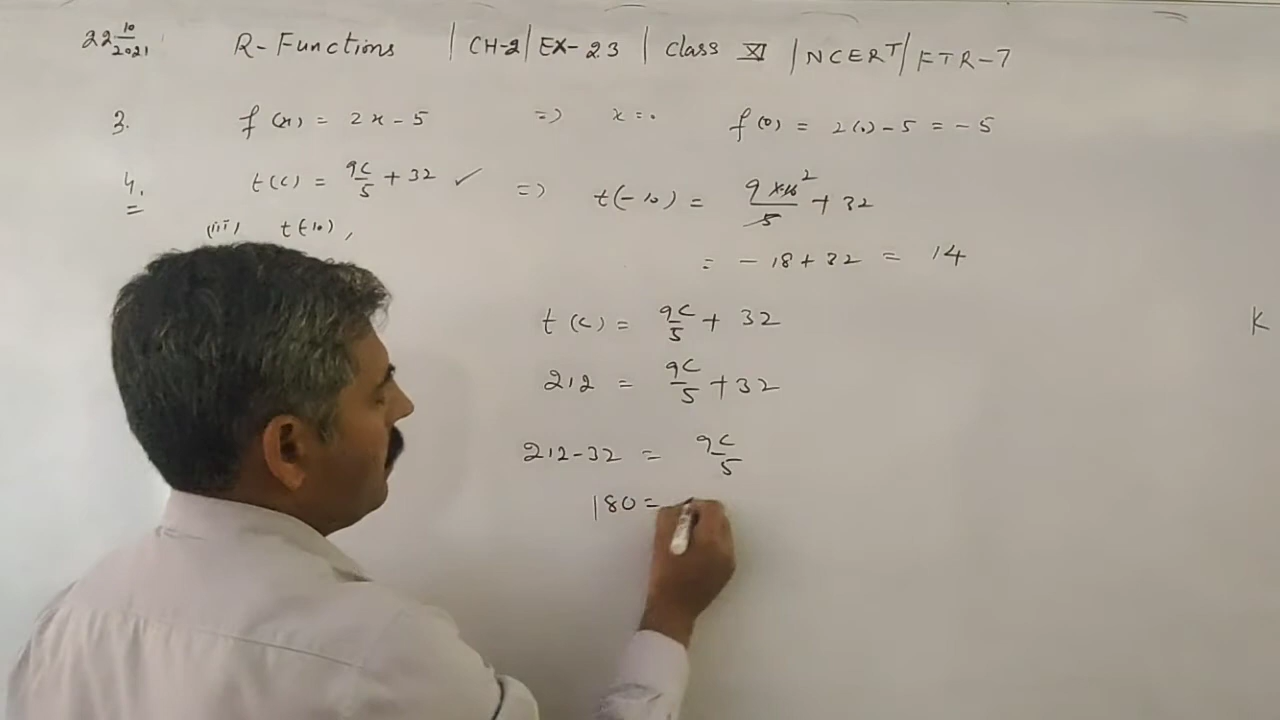 22 10/2021 R-Functions | CH-2 | EX-2.3 | Class XI | NCERT | FTR-7
3. f(x) = 2x - 5 => x = 0 f(0) = 2(0) - 5 = -5
4. t(c) = 9C/5 + 32 ✓ => t(-10) = 9×-10/5 2 + 32
(iii) t(-10),
= -18 + 32 = 14
t(c) = 9C/5 + 32
K
212 = 9C/5 + 32
212 - 32 = 9C/5
180 =